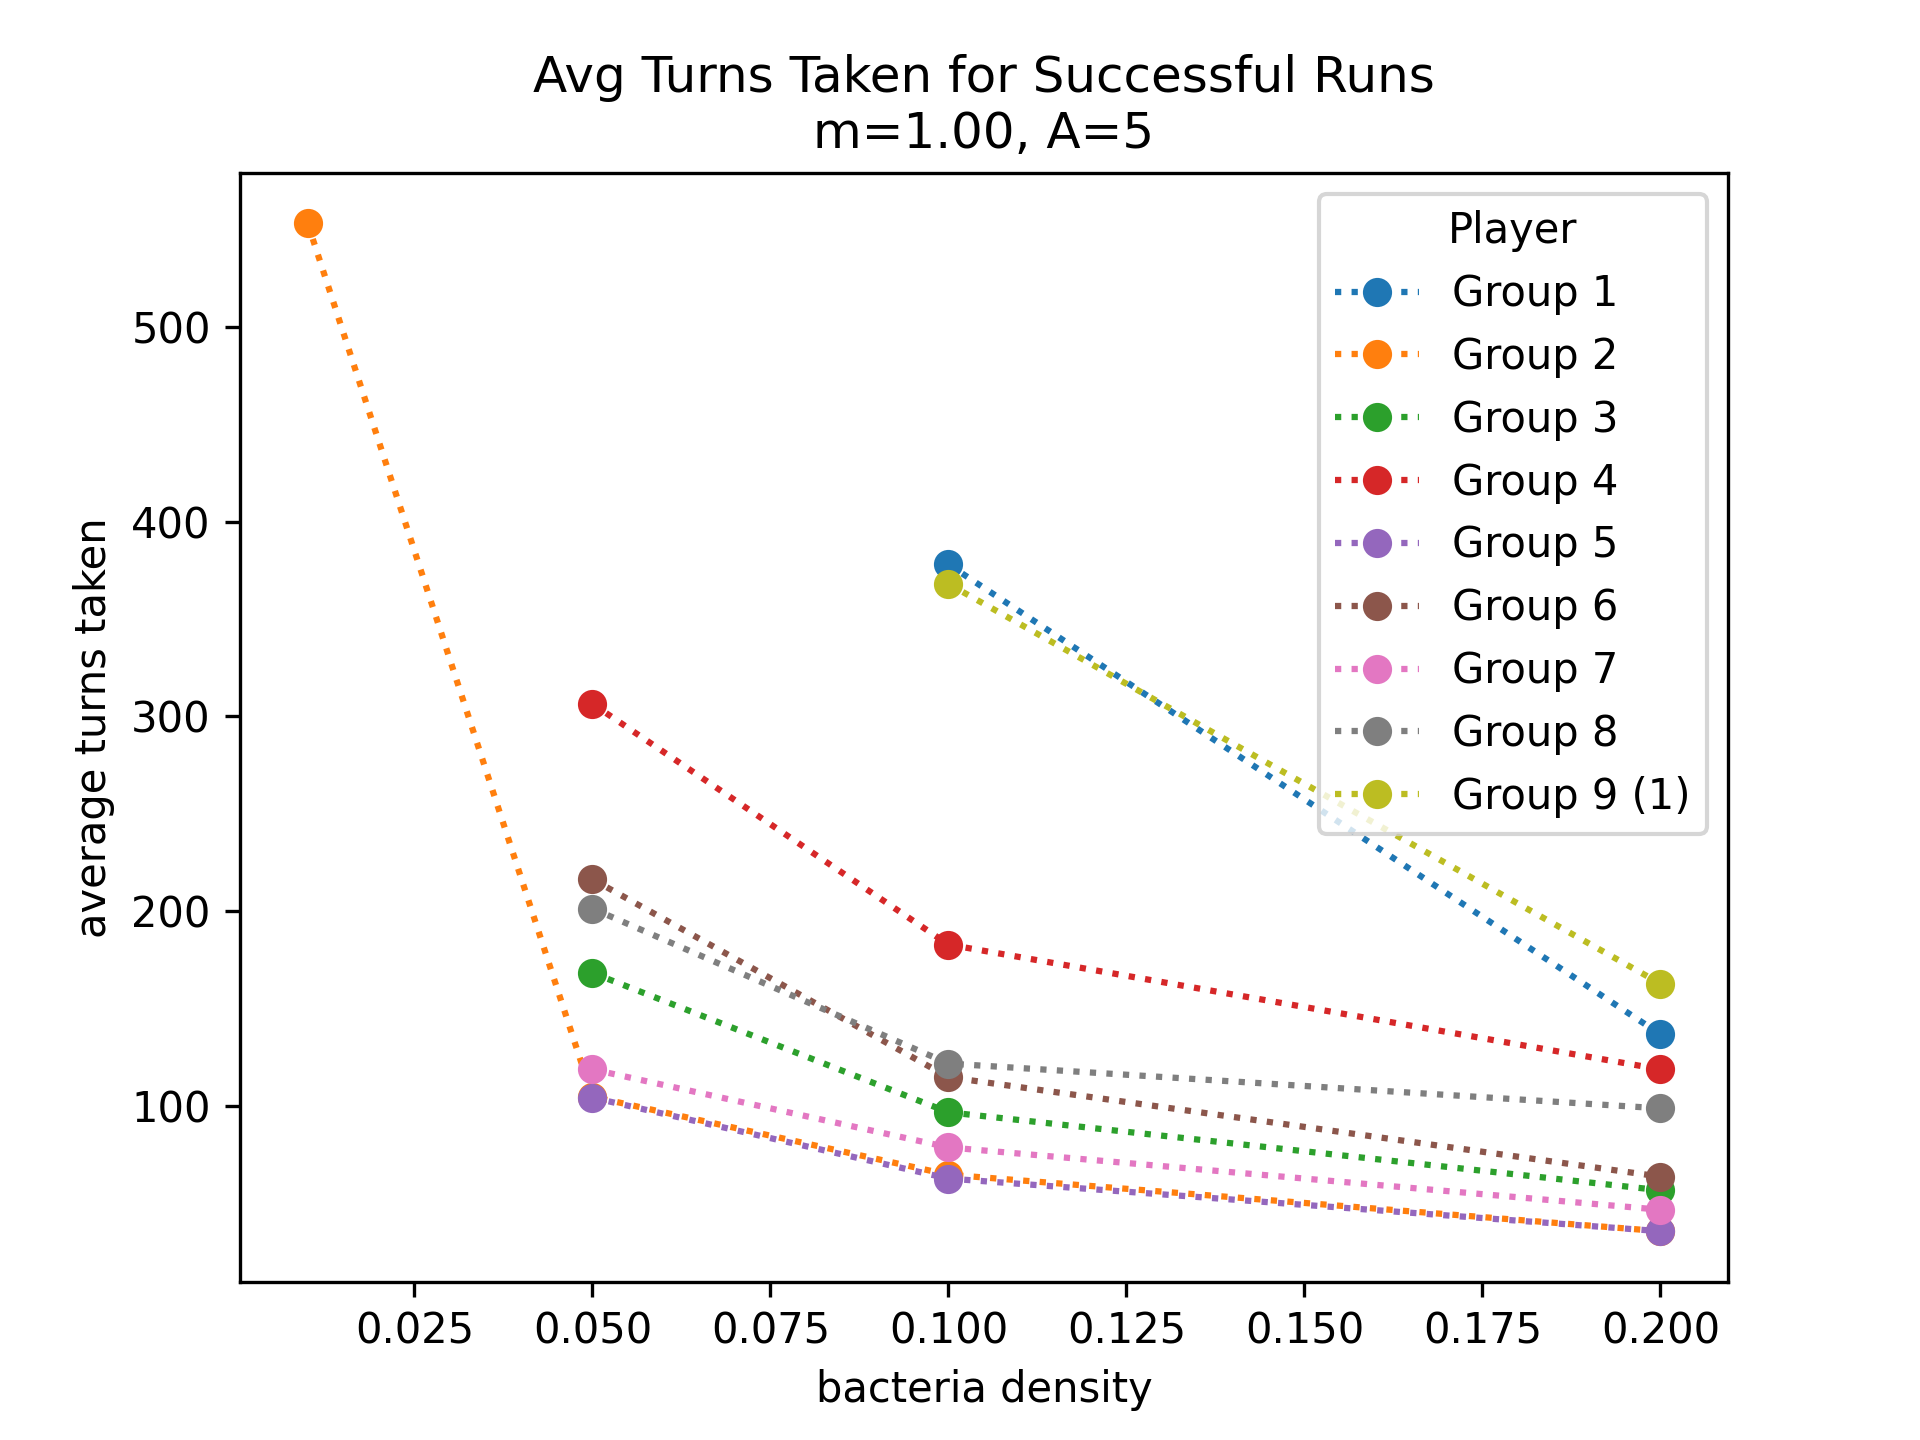 Avg Turns Taken for Successful Runs
m=1.00, A=5
Player
Group 1
Group 2
Group 3
Group 4
Group 5
Group 6
Group 7
Group 8
Group 9 (1)
average turns taken
500
400
300
200
100
0.025 0.050 0.075 0.100 0.125 0.150 0.175 0.200
bacteria density